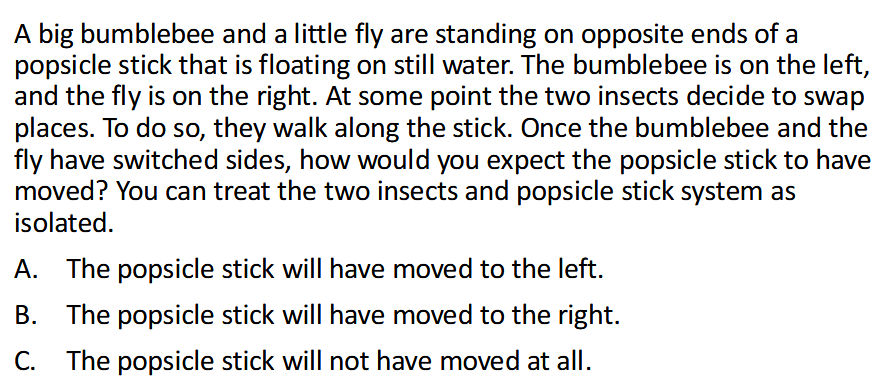 A big bumblebee and a little fly are standing on opposite ends of a
popsicle stick that is floating on still water. The bumblebee is on the left,
and the fly is on the right. At some point the two insects decide to swap
places. To do so, they walk along the stick. Once the bumblebee and the
fly have switched sides, how would you expect the popsicle stick to have
moved? You can treat the two insects and popsicle stick system as
isolated.
A. The popsicle stick will have moved to the left.
B. The popsicle stick will have moved to the right.
C. The popsicle stick will not have moved at all.